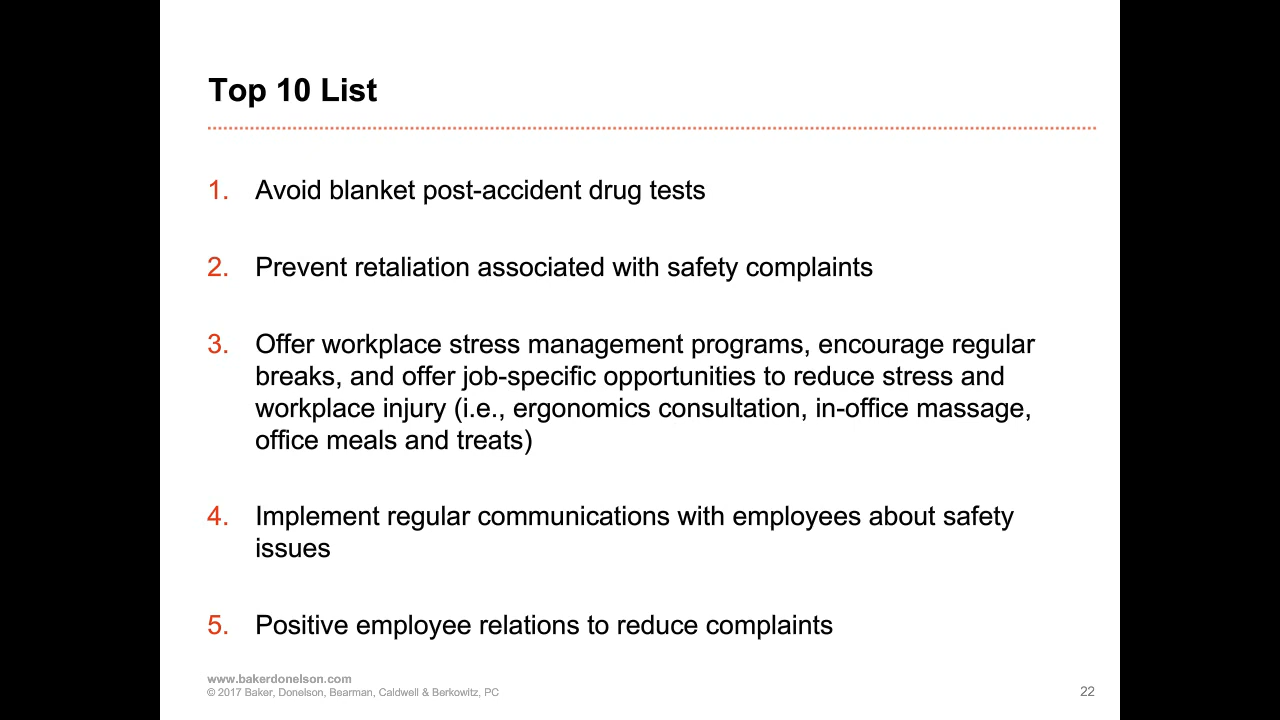 Top 10 List
1. Avoid blanket post-accident drug tests
2. Prevent retaliation associated with safety complaints
3. Offer workplace stress management programs, encourage regular
breaks, and offer job-specific opportunities to reduce stress and
workplace injury (i.e., ergonomics consultation, in-office massage,
office meals and treats)
4. Implement regular communications with employees about safety
issues
5. Positive employee relations to reduce complaints
www.bakerdonelson.com
© 2017 Baker, Donelson, Bearman, Caldwell & Berkowitz, PC
22